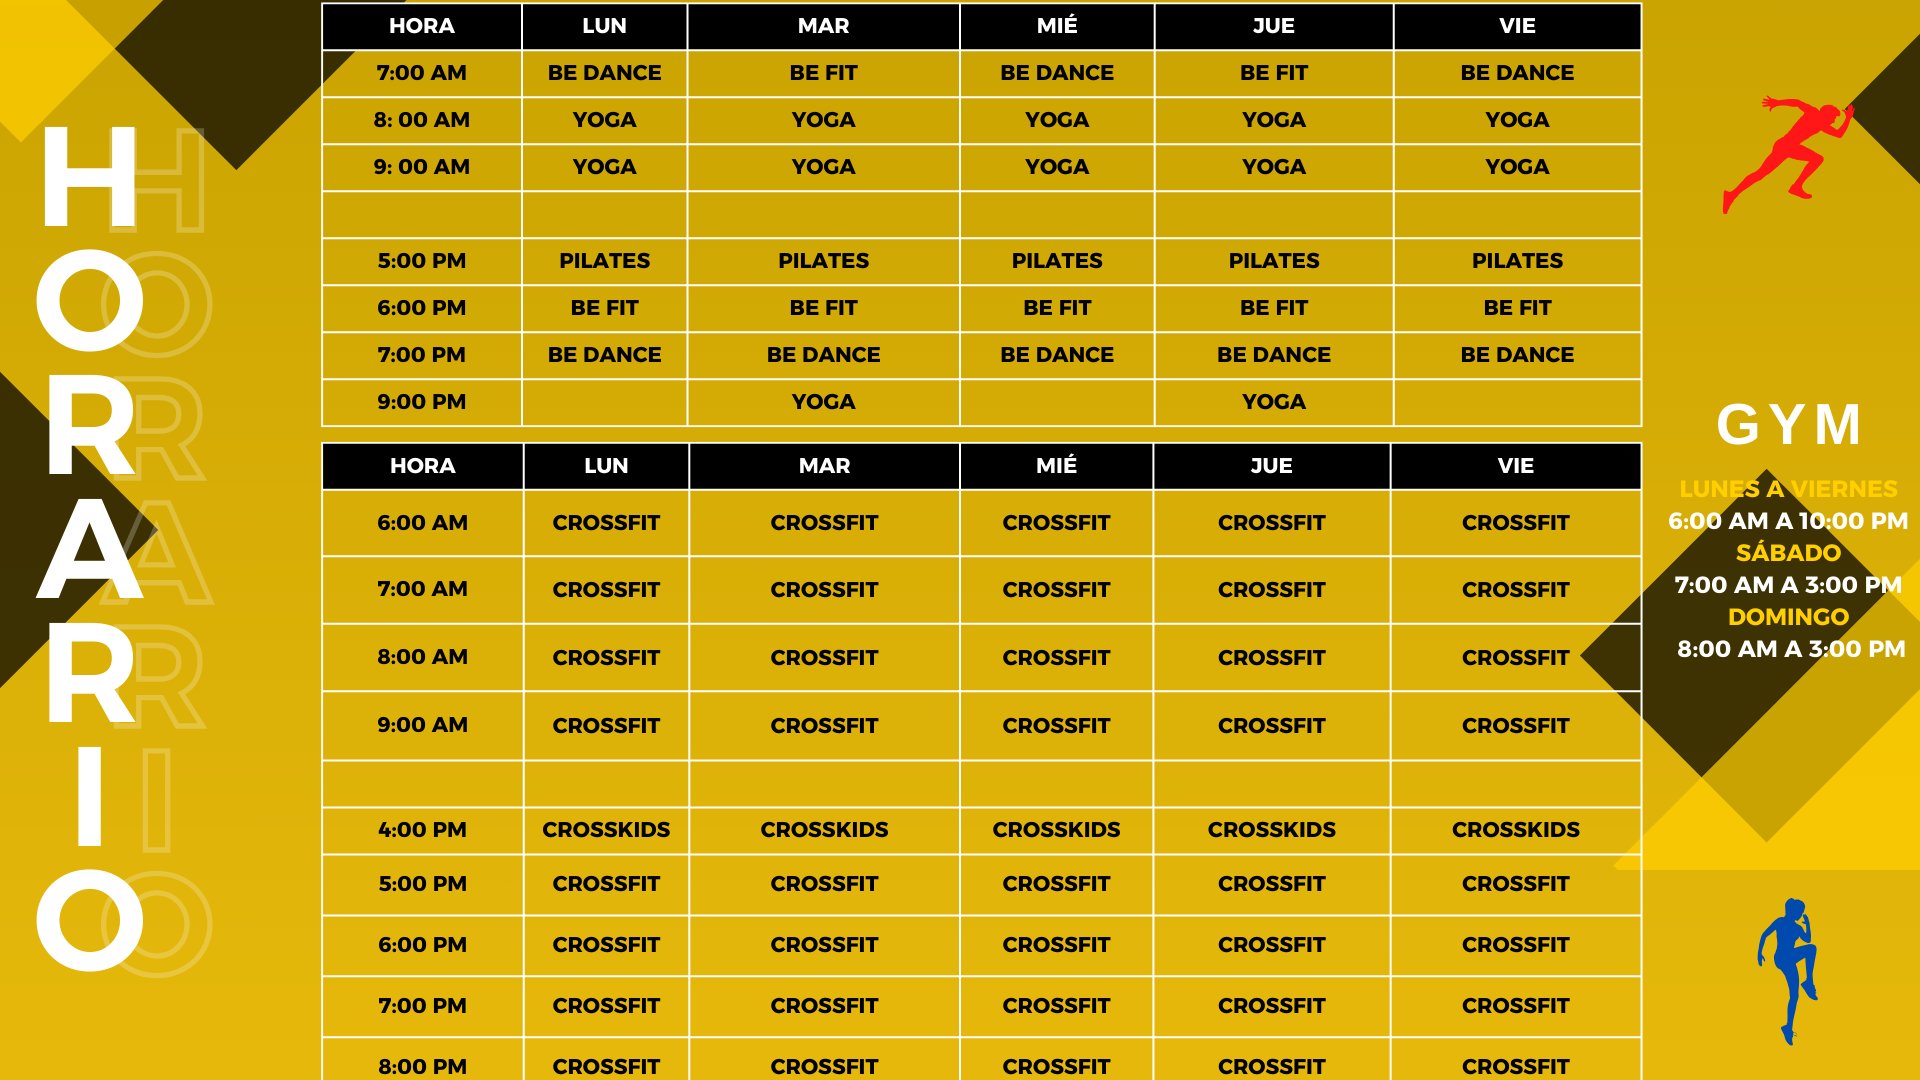 HORARIO
HORA LUN MAR MIÉ JUE VIE
7:00 AM BE DANCE BE FIT BE DANCE BE FIT BE DANCE
8: 00 AM YOGA YOGA YOGA YOGA YOGA
9: 00 AM YOGA YOGA YOGA YOGA YOGA
5:00 PM PILATES PILATES PILATES PILATES PILATES
6:00 PM BE FIT BE FIT BE FIT BE FIT BE FIT
7:00 PM BE DANCE BE DANCE BE DANCE BE DANCE BE DANCE
9:00 PM YOGA YOGA
HORA LUN MAR MIÉ JUE VIE
6:00 AM CROSSFIT CROSSFIT CROSSFIT CROSSFIT CROSSFIT
7:00 AM CROSSFIT CROSSFIT CROSSFIT CROSSFIT CROSSFIT
8:00 AM CROSSFIT CROSSFIT CROSSFIT CROSSFIT CROSSFIT
9:00 AM CROSSFIT CROSSFIT CROSSFIT CROSSFIT CROSSFIT
4:00 PM CROSSKIDS CROSSKIDS CROSSKIDS CROSSKIDS CROSSKIDS
5:00 PM CROSSFIT CROSSFIT CROSSFIT CROSSFIT CROSSFIT
6:00 PM CROSSFIT CROSSFIT CROSSFIT CROSSFIT CROSSFIT
7:00 PM CROSSFIT CROSSFIT CROSSFIT CROSSFIT CROSSFIT
8:00 PM CROSSFIT CROSSFIT CROSSFIT CROSSFIT CROSSFIT
GYM
LUNES A VIERNES
6:00 AM A 10:00 PM
SÁBADO
7:00 AM A 3:00 PM
DOMINGO
8:00 AM A 3:00 PM